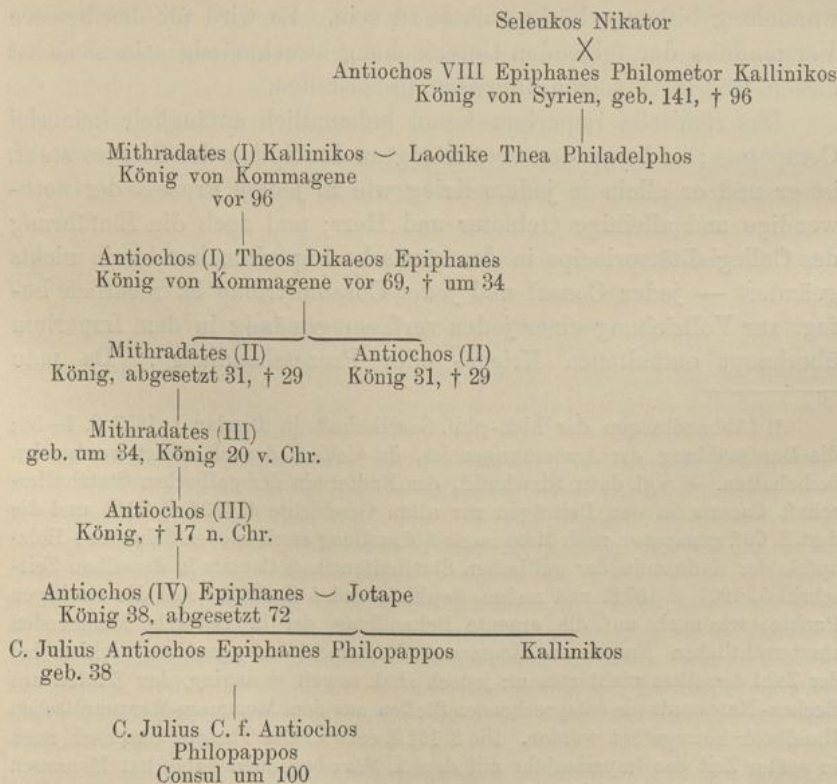 Seleukos Nikator
Antiochos VIII Epiphanes Philometor Kallinikos
König von Syrien, geb. 141, † 96
Mithradates (I) Kallinikos ⌣ Laodike Thea Philadelphos
König von Kommagene
vor 96
Antiochos (I) Theos Dikaeos Epiphanes
König von Kommagene vor 69, † um 34
Mithradates (II) Antiochos (II)
König, abgesetzt 31, † 29 König 31, † 29
Mithradates (III)
geb. um 34, König 20 v. Chr.
Antiochos (III)
König, † 17 n. Chr.
Antiochos (IV) Epiphanes ⌣ Jotape
König 38, abgesetzt 72
C. Julius Antiochos Epiphanes Philopappos Kallinikos
geb. 38
C. Julius C. f. Antiochos
Philopappos
Consul um 100